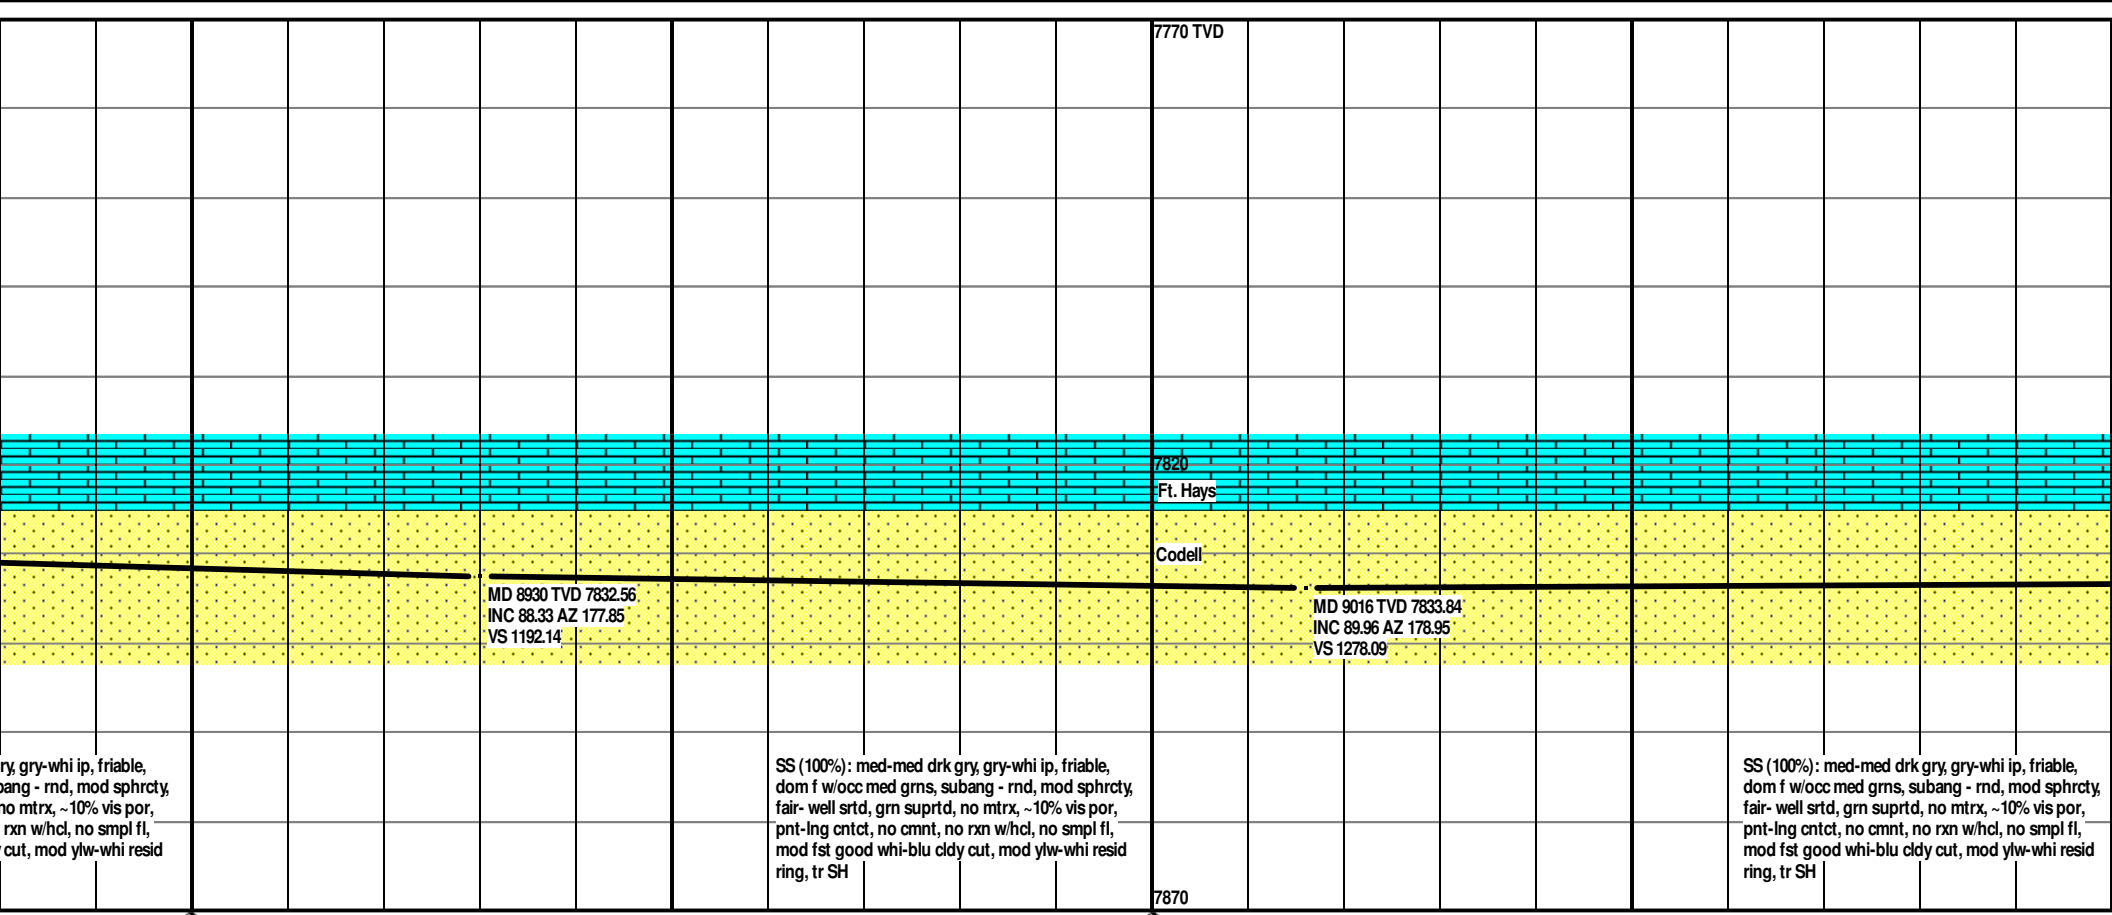 7770 TVD
7820
Ft. Hays
Codell
MD 8930 TVD 7832.56
INC 88.33 AZ 177.85
VS 1192.14
MD 9016 TVD 7833.84
INC 89.96 AZ 178.95
VS 1278.09
ry, gry-whi ip, friable,
bang - rnd, mod sphrcty,
no mtrx, ~10% vis por,
rxn w/hcl, no smpl fl,
cut, mod ylw-whi resid
SS (100%): med-med drk gry, gry-whi ip, friable,
dom f w/occ med grns, subang - rnd, mod sphrcty,
fair- well srtd, grn suprtd, no mtrx, ~10% vis por,
pnt-lng cntct, no cmnt, no rxn w/hcl, no smpl fl,
mod fst good whi-blu cldy cut, mod ylw-whi resid
ring, tr SH
SS (100%): med-med drk gry, gry-whi ip, friable,
dom f w/occ med grns, subang - rnd, mod sphrcty,
fair- well srtd, grn suprtd, no mtrx, ~10% vis por,
pnt-lng cntct, no cmnt, no rxn w/hcl, no smpl fl,
mod fst good whi-blu cldy cut, mod ylw-whi resid
ring, tr SH
7870